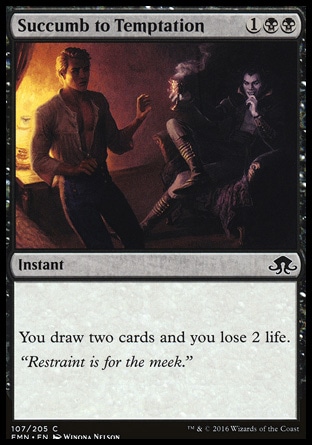 Succumb to Temptation 1
Instant
You draw two cards and you lose 2 life.
“Restraint is for the meek.”
107/205 C
EMN • EN Winona Nelson
™ & © 2016 Wizards of the Coast